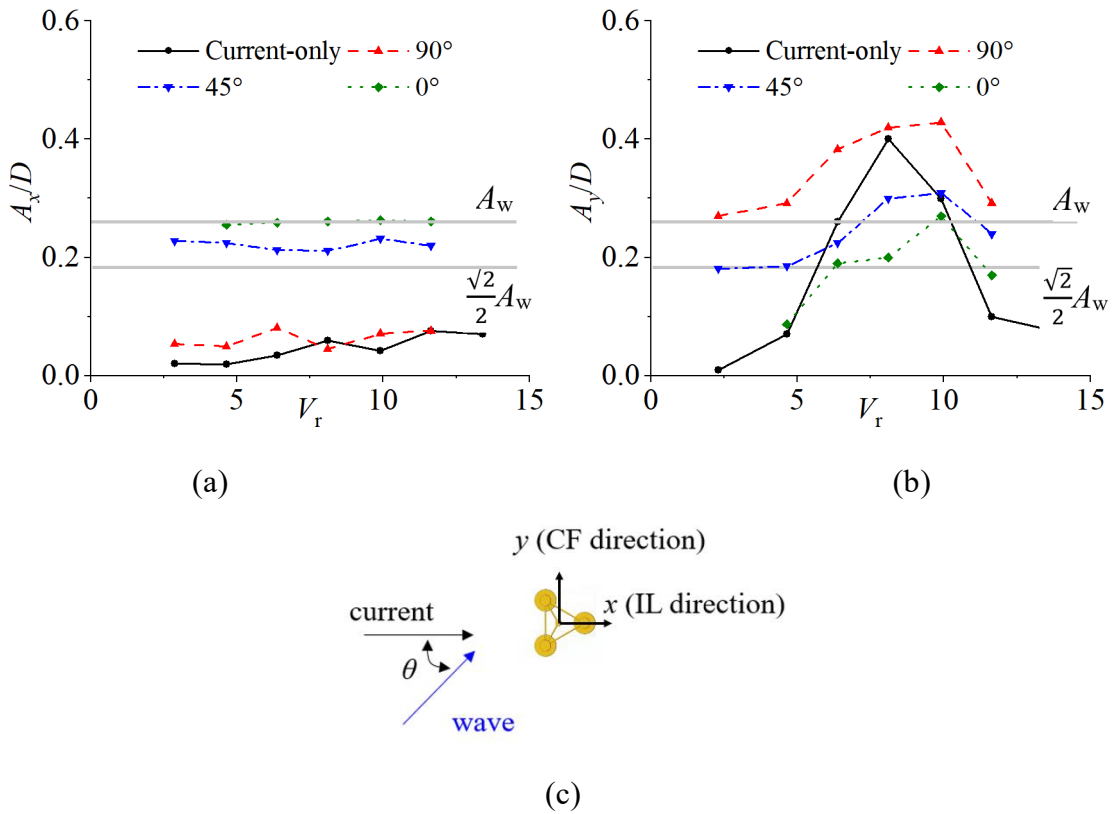 0.6
0.4
0.2
0.0
Aₓ/D
Current-only
90°
45°
0°
A_w
√2/2 A_w
0
5
10
15
V_r
(a)
0.6
0.4
0.2
0.0
A_y/D
Current-only
90°
45°
0°
A_w
√2/2 A_w
0
5
10
15
V_r
(b)
y (CF direction)
x (IL direction)
current
θ
wave
(c)